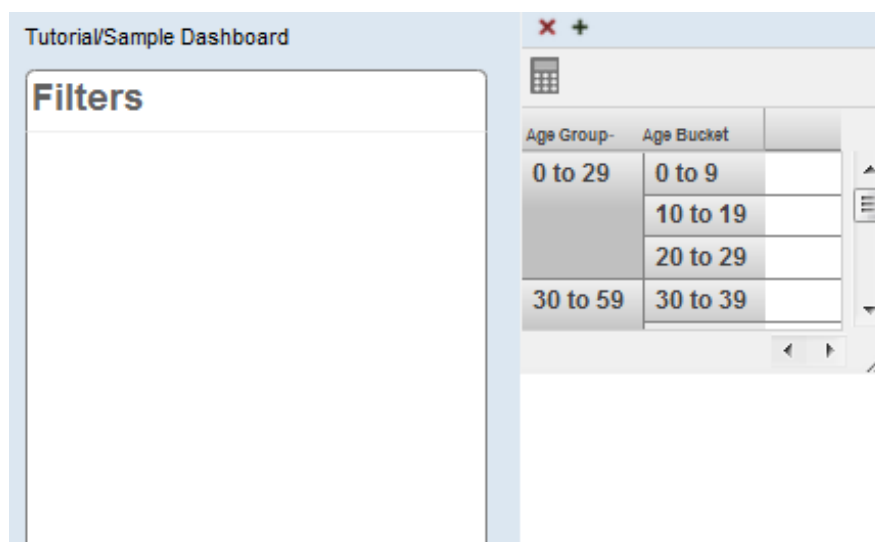 Tutorial/Sample Dashboard
Filters
Age Group- Age Bucket
0 to 29 0 to 9
10 to 19
20 to 29
30 to 59 30 to 39